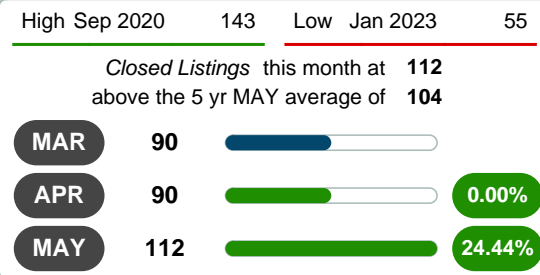 High Sep 2020 143 Low Jan 2023 55
Closed Listings this month at 112
above the 5 yr MAY average of 104
MAR 90
APR 90 0.00%
MAY 112 24.44%